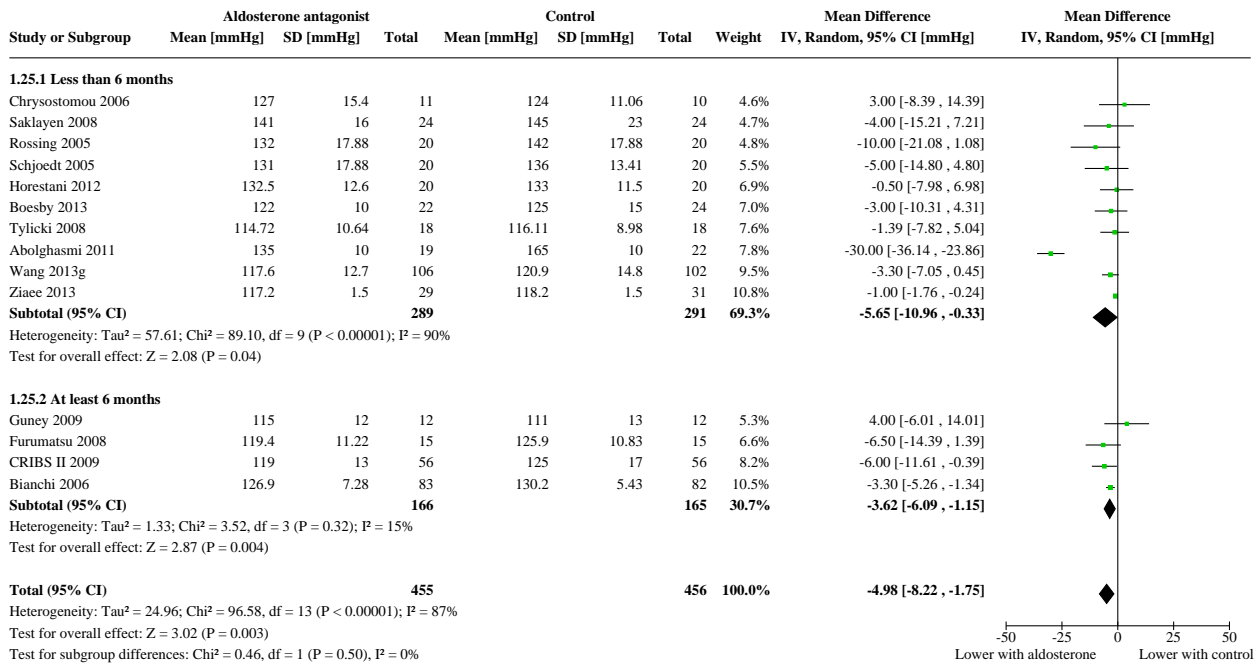 Aldosterone antagonist Control Mean Difference Mean Difference
Study or Subgroup Mean [mmHg] SD [mmHg] Total Mean [mmHg] SD [mmHg] Total Weight IV, Random, 95% CI [mmHg] IV, Random, 95% CI [mmHg]
1.25.1 Less than 6 months
Chrysostomou 2006 127 15.4 11 124 11.06 10 4.6% 3.00 [-8.39 , 14.39]
Saklayen 2008 141 16 24 145 23 24 4.7% -4.00 [-15.21 , 7.21]
Rossing 2005 132 17.88 20 142 17.88 20 4.8% -10.00 [-21.08 , 1.08]
Schjoedt 2005 131 17.88 20 136 13.41 20 5.5% -5.00 [-14.80 , 4.80]
Horestani 2012 132.5 12.6 20 133 11.5 20 6.9% -0.50 [-7.98 , 6.98]
Boesby 2013 122 10 22 125 15 24 7.0% -3.00 [-10.31 , 4.31]
Tylicki 2008 114.72 10.64 18 116.11 8.98 18 7.6% -1.39 [-7.82 , 5.04]
Abolghasmi 2011 135 10 19 165 10 22 7.8% -30.00 [-36.14 , -23.86]
Wang 2013g 117.6 12.7 106 120.9 14.8 102 9.5% -3.30 [-7.05 , 0.45]
Ziaee 2013 117.2 1.5 29 118.2 1.5 31 10.8% -1.00 [-1.76 , -0.24]
Subtotal (95% CI) 289 291 69.3% -5.65 [-10.96 , -0.33]
Heterogeneity: Tau² = 57.61; Chi² = 89.10, df = 9 (P < 0.00001); I² = 90%
Test for overall effect: Z = 2.08 (P = 0.04)
1.25.2 At least 6 months
Guney 2009 115 12 12 111 13 12 5.3% 4.00 [-6.01 , 14.01]
Furumatsu 2008 119.4 11.22 15 125.9 10.83 15 6.6% -6.50 [-14.39 , 1.39]
CRIBS II 2009 119 13 56 125 17 56 8.2% -6.00 [-11.61 , -0.39]
Bianchi 2006 126.9 7.28 83 130.2 5.43 82 10.5% -3.30 [-5.26 , -1.34]
Subtotal (95% CI) 166 165 30.7% -3.62 [-6.09 , -1.15]
Heterogeneity: Tau² = 1.33; Chi² = 3.52, df = 3 (P = 0.32); I² = 15%
Test for overall effect: Z = 2.87 (P = 0.004)
Total (95% CI) 455 456 100.0% -4.98 [-8.22 , -1.75]
Heterogeneity: Tau² = 24.96; Chi² = 96.58, df = 13 (P < 0.00001); I² = 87%
Test for overall effect: Z = 3.02 (P = 0.003)
Test for subgroup differences: Chi² = 0.46, df = 1 (P = 0.50), I² = 0%
-50 -25 0 25 50
Lower with aldosterone Lower with control